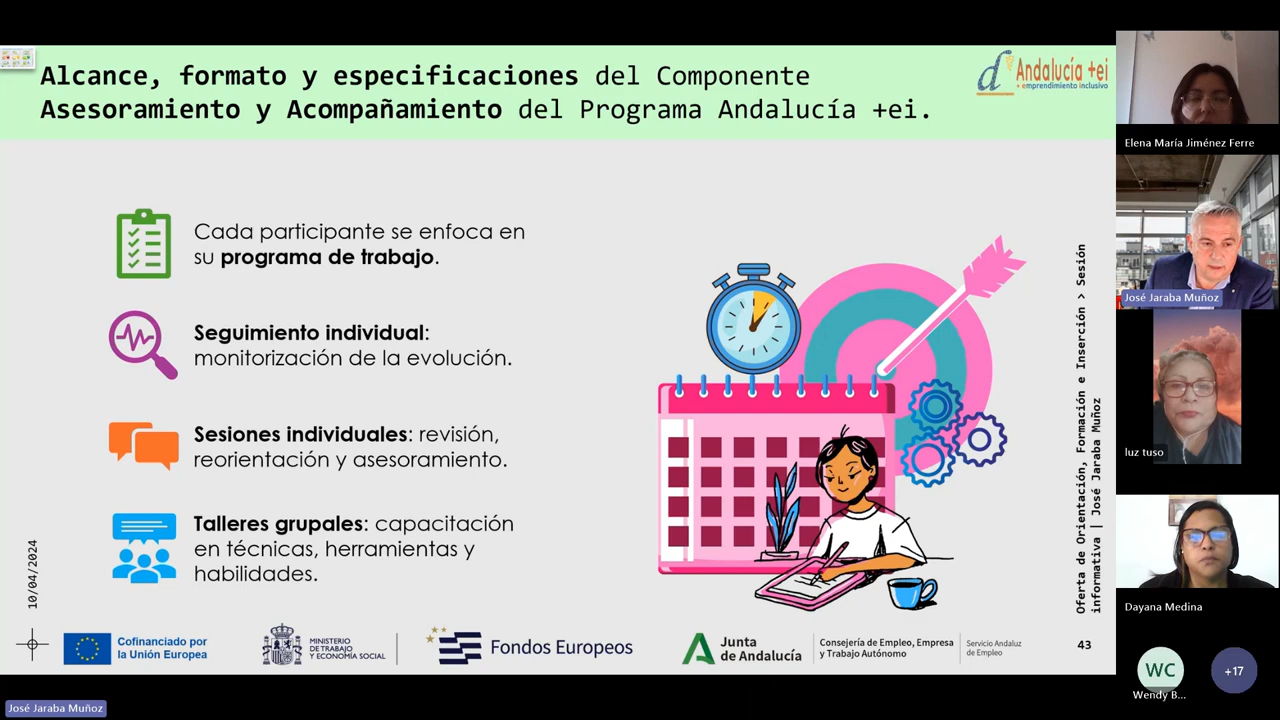 Alcance, formato y especificaciones del Componente
Asesoramiento y Acompañamiento del Programa Andalucía +ei.
Andalucía +ei
+ emprendimiento inclusivo
Cada participante se enfoca en
su programa de trabajo.
Seguimiento individual:
monitorización de la evolución.
Sesiones individuales: revisión,
reorientación y asesoramiento.
Talleres grupales: capacitación
en técnicas, herramientas y
habilidades.
10/04/2024
Oferta de Orientación, Formación e Inserción > Sesión
informativa | José Jaraba Muñoz
Cofinanciado por
la Unión Europea
MINISTERIO
DE TRABAJO
Y ECONOMÍA SOCIAL
Fondos Europeos
Junta
de Andalucía
Consejería de Empleo, Empresa
y Trabajo Autónomo
Servicio Andaluz
de Empleo
43
Elena María Jiménez Ferre
José Jaraba Muñoz
luz tuso
Dayana Medina
WC
Wendy B...
+17
José Jaraba Muñoz